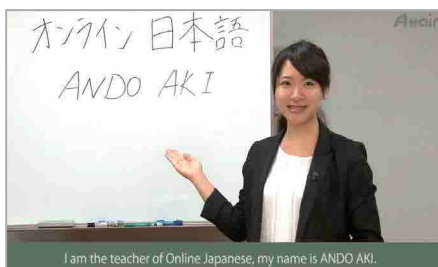 オンライン 日本語
ANDO AKI
Attain
I am the teacher of Online Japanese, my name is ANDO AKI.